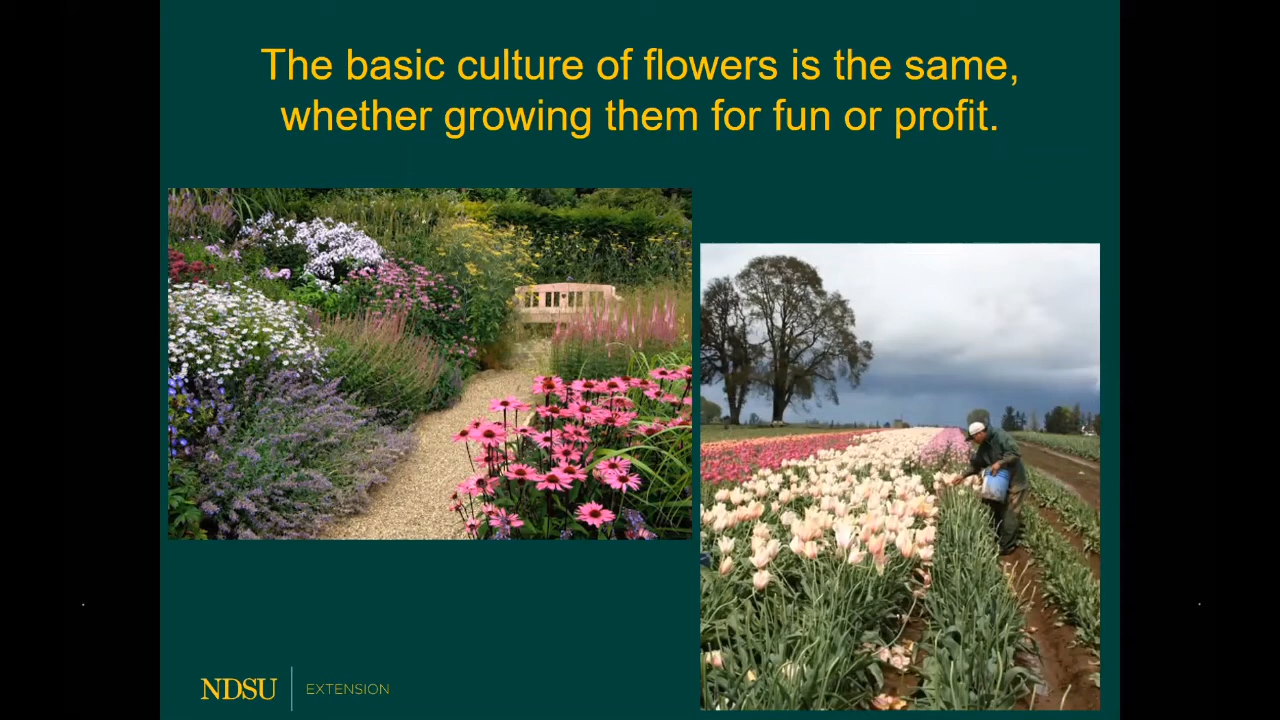 The basic culture of flowers is the same,
whether growing them for fun or profit.
NDSU EXTENSION